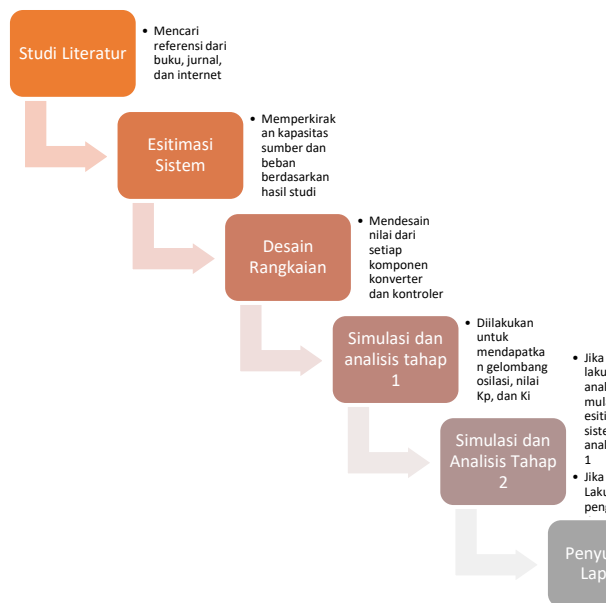 Studi Literatur
• Mencari
referensi dari
buku, jurnal,
dan internet
Esitimasi
Sistem
• Memperkirak
an kapasitas
sumber dan
beban
berdasarkan
hasil studi
Desain
Rangkaian
• Mendesain
nilai dari
setiap
komponen
konverter
dan kontroler
Simulasi dan
analisis tahap
1
• Diilakukan
untuk
mendapatka
n gelombang
osilasi, nilai
Kp, dan Ki
Simulasi dan
Analisis Tahap
2
• Jika
1
• Jika